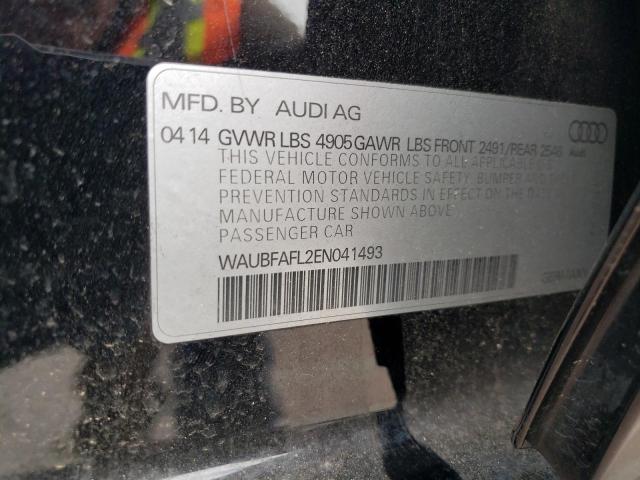 MFD. BY AUDI AG
04 14 GVWR LBS 4905 GAWR LBS FRONT 2491/REAR 2546
THIS VEHICLE CONFORMS TO ALL APPLICABLE
FEDERAL MOTOR VEHICLE SAFETY, BUMPER AND
PREVENTION STANDARDS IN EFFECT ON THE DATE
MANUFACTURE SHOWN ABOVE
PASSENGER CAR
WAUBFAFL2EN041493
Audi
GERMANY